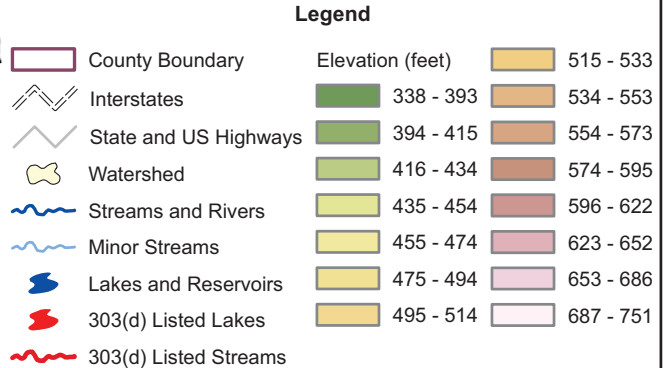 Legend
County Boundary
Interstates
State and US Highways
Watershed
Streams and Rivers
Minor Streams
Lakes and Reservoirs
303(d) Listed Lakes
303(d) Listed Streams
Elevation (feet)
338 - 393
394 - 415
416 - 434
435 - 454
455 - 474
475 - 494
495 - 514
515 - 533
534 - 553
554 - 573
574 - 595
596 - 622
623 - 652
653 - 686
687 - 751